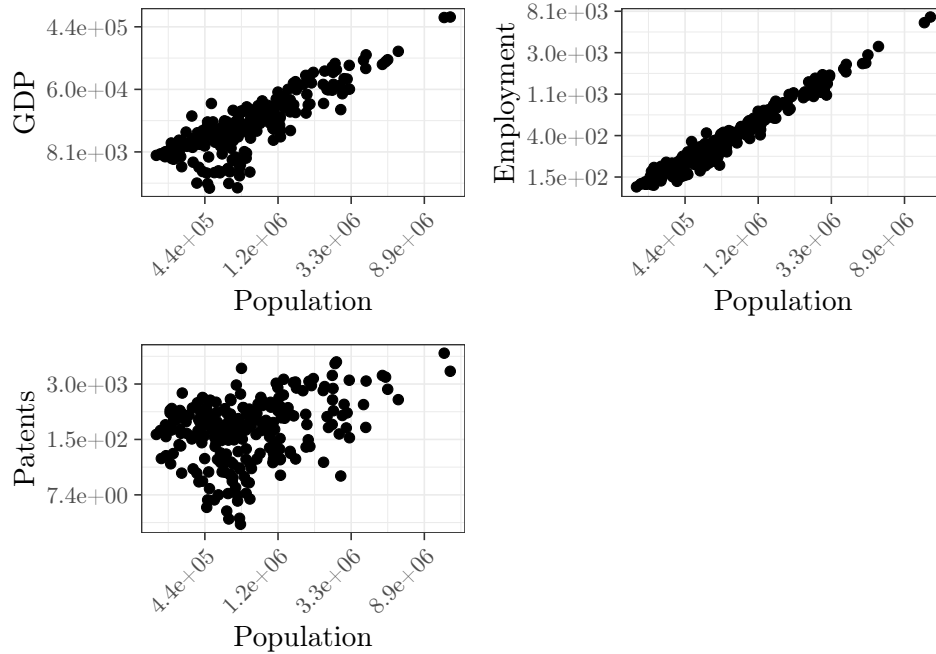 GDP
4.4e+05
6.0e+04
8.1e+03
4.4e+05
1.2e+06
3.3e+06
8.9e+06
Population
Employment
8.1e+03
3.0e+03
1.1e+03
4.0e+02
1.5e+02
4.4e+05
1.2e+06
3.3e+06
8.9e+06
Population
Patents
3.0e+03
1.5e+02
7.4e+00
4.4e+05
1.2e+06
3.3e+06
8.9e+06
Population